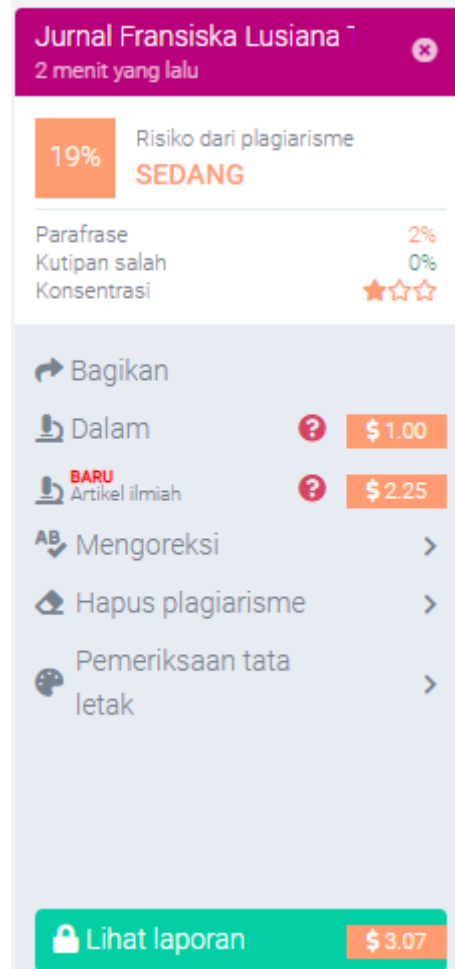 Jurnal Fransiska Lusiana
2 menit yang lalu
19%
Risiko dari plagiarisme
SEDANG
Parafrase 2%
Kutipan salah 0%
Konsentrasi
Bagikan
Dalam ? $ 1.00
BARU
Artikel ilmiah ? $ 2.25
AB Mengoreksi
Hapus plagiarisme
Pemeriksaan tata
letak
Lihat laporan $ 3.07